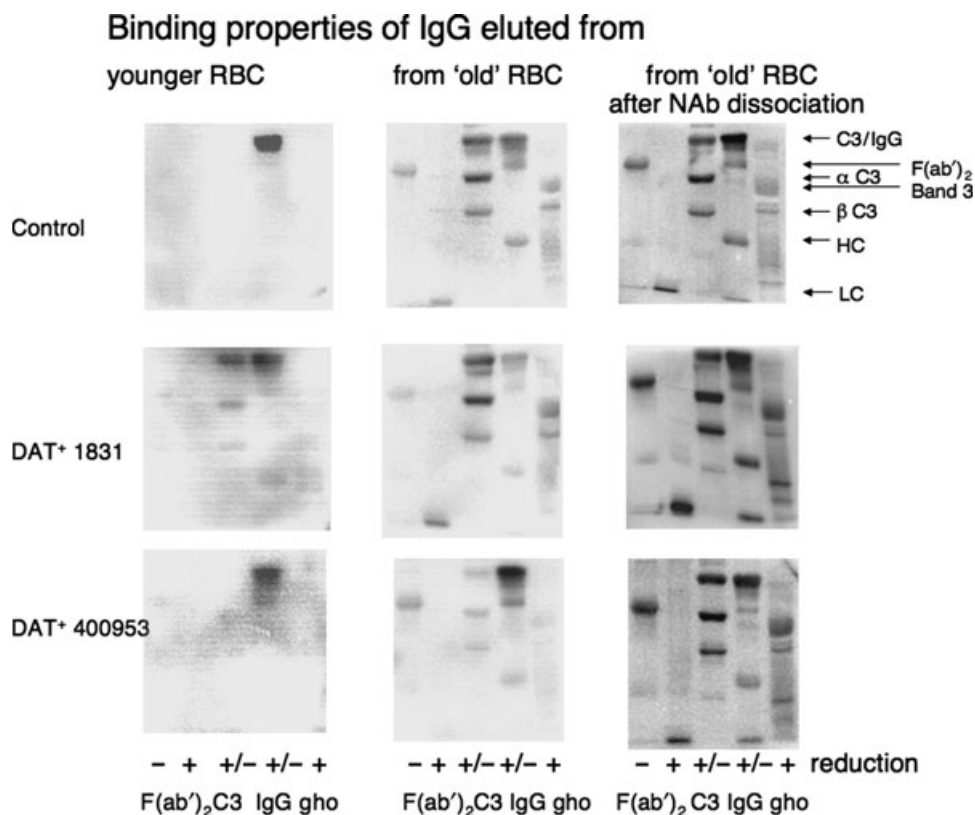 Binding properties of IgG eluted from
younger RBC
from ‘old’ RBC
from ‘old’ RBC
after NAb dissociation
C3/IgG
F(ab′)₂
α C3
Band 3
β C3
HC
LC
Control
DAT⁺ 1831
DAT⁺ 400953
– + +/– +/– + – + +/– +/– + – + +/– +/– + reduction
F(ab′)₂C3 IgG gho F(ab′)₂C3 IgG gho F(ab′)₂ C3 IgG gho